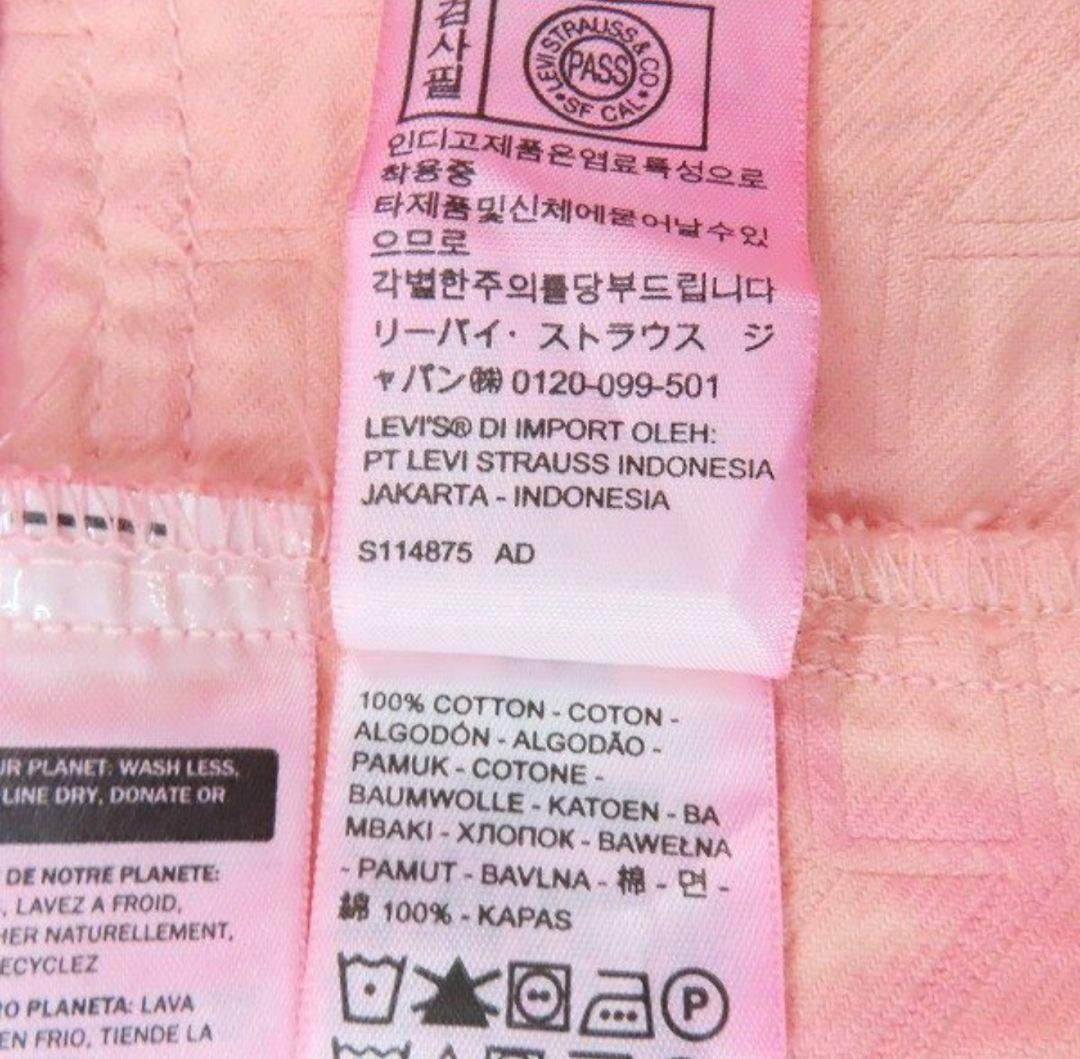 검사필
LEVI STRAUSS & CO
PASS
SF CAL
인디고제품은염료특성으로
착용중
타제품및신체에묻어날수있
으므로
각별한주의를당부드립니다
リーバイ· ストラウス ジ
ャパン㈱ 0120-099-501
LEVI'S® DI IMPORT OLEH:
PT LEVI STRAUSS INDONESIA
JAKARTA - INDONESIA
S114875 AD
100% COTTON - COTON -
ALGODÓN - ALGODÃO -
PAMUK - COTONE -
BAUMWOLLE - KATOEN - BA
MBAKI - ХЛОПОК - BAWEŁNA
- PAMUT - BAVLNA - 棉 - 면 -
綿 100% - KAPAS
P
UR PLANET: WASH LESS,
LINE DRY, DONATE OR
DE NOTRE PLANETE:
, LAVEZ A FROID,
HER NATURELLEMENT,
ECYCLEZ
RO PLANETA: LAVA
EN FRIO, TIENDE LA